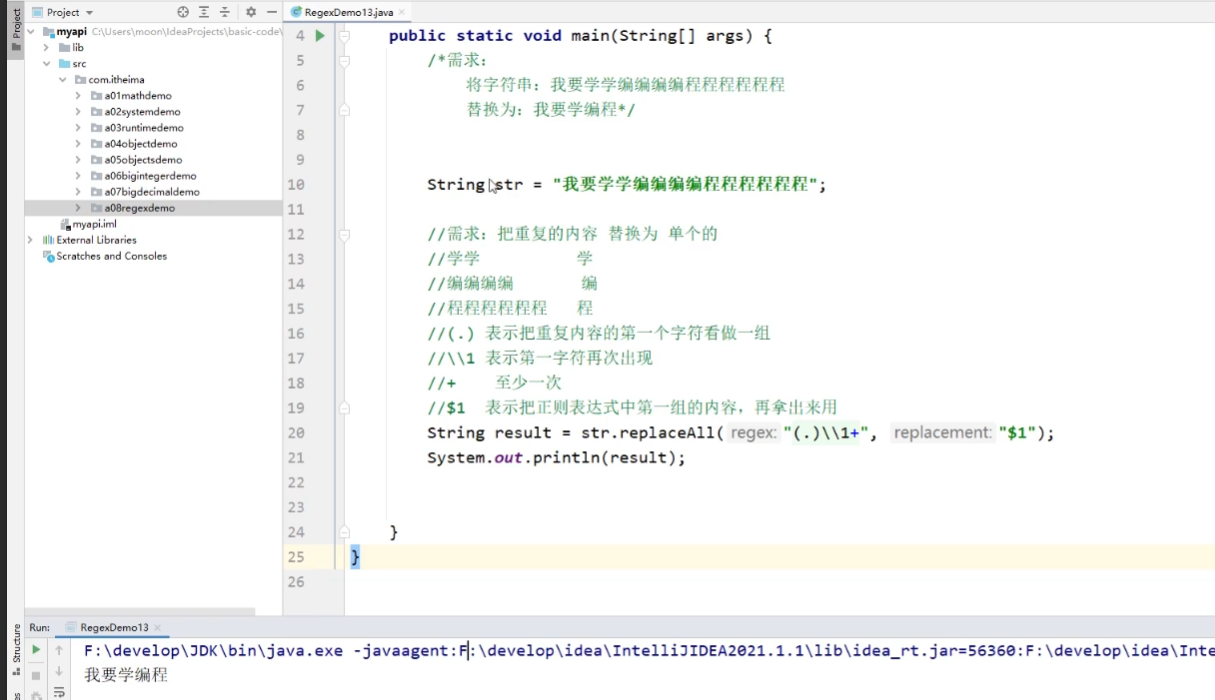 Project
RegexDemo13.java
Project
myapi C:\Users\moon\IdeaProjects\basic-code\
lib
src
com.itheima
a01mathdemo
a02systemdemo
a03runtimedemo
a04objectdemo
a05objectsdemo
a06bigintegerdemo
a07bigdecimaldemo
a08regexdemo
myapi.iml
External Libraries
Scratches and Consoles
4 public static void main(String[] args) {
5 /*需求：
6 将字符串：我要学学编编编编程程程程程程
7 替换为：我要学编程*/
8
9
10 String str = "我要学学编编编编程程程程程程";
11
12 //需求：把重复的内容 替换为 单个的
13 //学学 学
14 //编编编编 编
15 //程程程程程程 程
16 //(.) 表示把重复内容的第一个字符看做一组
17 //\\1 表示第一字符再次出现
18 //+ 至少一次
19 //$1 表示把正则表达式中第一组的内容，再拿出来用
20 String result = str.replaceAll( regex: "(.)\\1+", replacement: "$1");
21 System.out.println(result);
22
23
24 }
25 }
26
Structure
Run: RegexDemo13
F:\develop\JDK\bin\java.exe -javaagent:F:\develop\idea\IntelliJIDEA2021.1.1\lib\idea_rt.jar=56360:F:\develop\idea\Inte
我要学编程